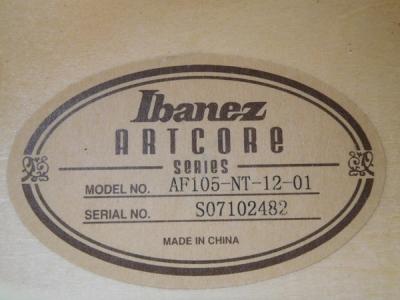 Ibanez
ARTCORE
SERIES
MODEL NO. AF105-NT-12-01
SERIAL NO. S07102482
MADE IN CHINA